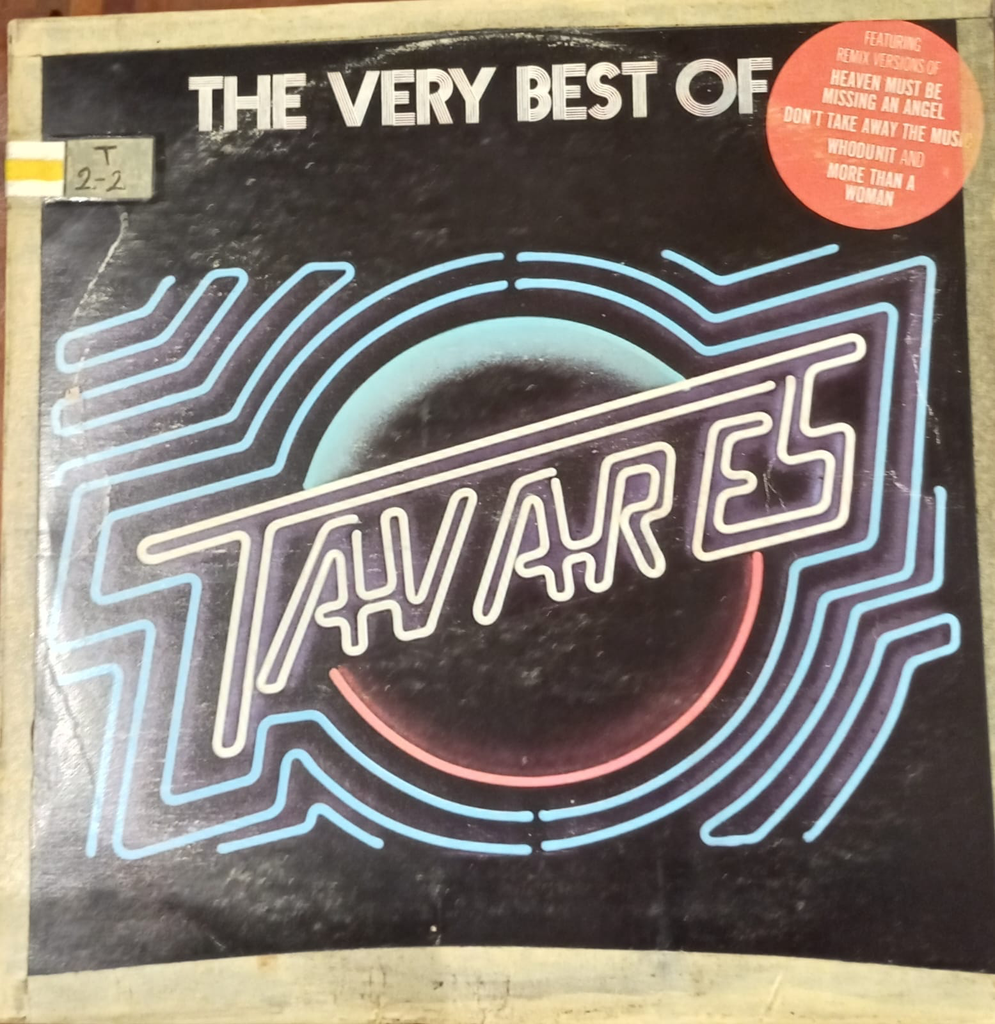 THE VERY BEST OF
FEATURING
REMIX VERSIONS OF
HEAVEN MUST BE
MISSING AN ANGEL
DON'T TAKE AWAY THE MUSIC
WHODUNIT AND
MORE THAN A
WOMAN
T
2-2
TAVARES